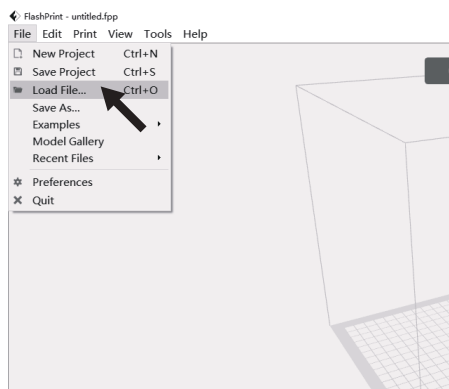 FlashPrint - untitled.fpp
File Edit Print View Tools Help
New Project Ctrl+N
Save Project Ctrl+S
Load File... Ctrl+O
Save As...
Examples
Model Gallery
Recent Files
Preferences
Quit